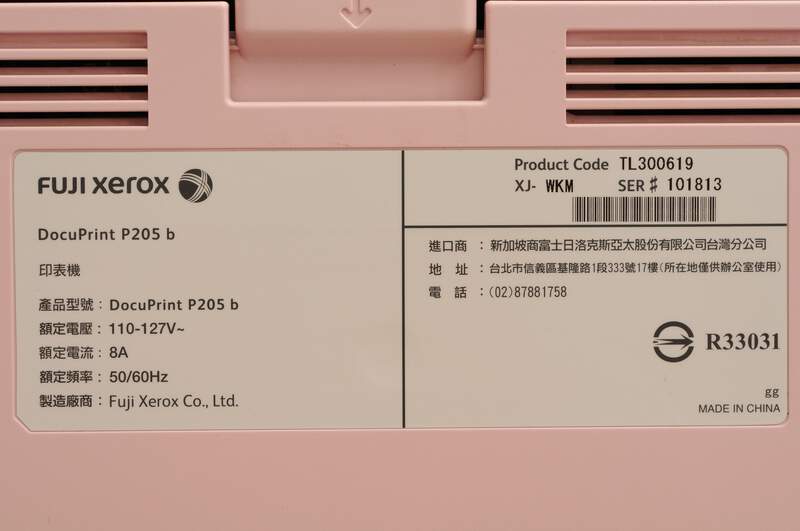 FUJI xerox
DocuPrint P205 b
印表機
產品型號：DocuPrint P205 b
額定電壓：110-127V~
額定電流：8A
額定頻率：50/60Hz
製造廠商：Fuji Xerox Co., Ltd.
Product Code TL300619
XJ- WKM SER # 101813
進口商：新加坡商富士日洛克斯亞太股份有限公司台灣分公司
地 址：台北市信義區基隆路1段333號17樓(所在地僅供辦公室使用)
電 話：(02)87881758
R33031
gg
MADE IN CHINA